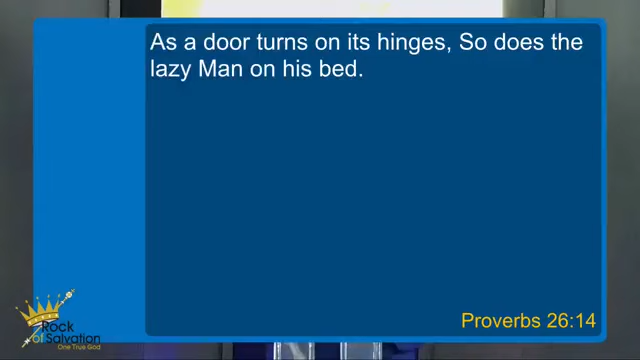 As a door turns on its hinges, So does the
lazy Man on his bed.
Proverbs 26:14
Rock
of Salvation
One True God